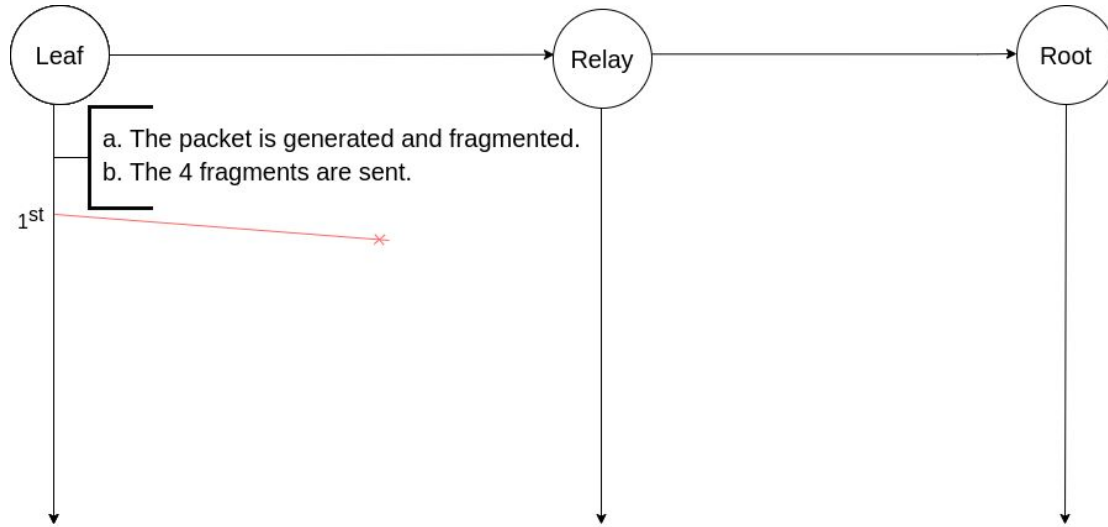 Leaf
Relay
Root
a. The packet is generated and fragmented.
b. The 4 fragments are sent.
1st